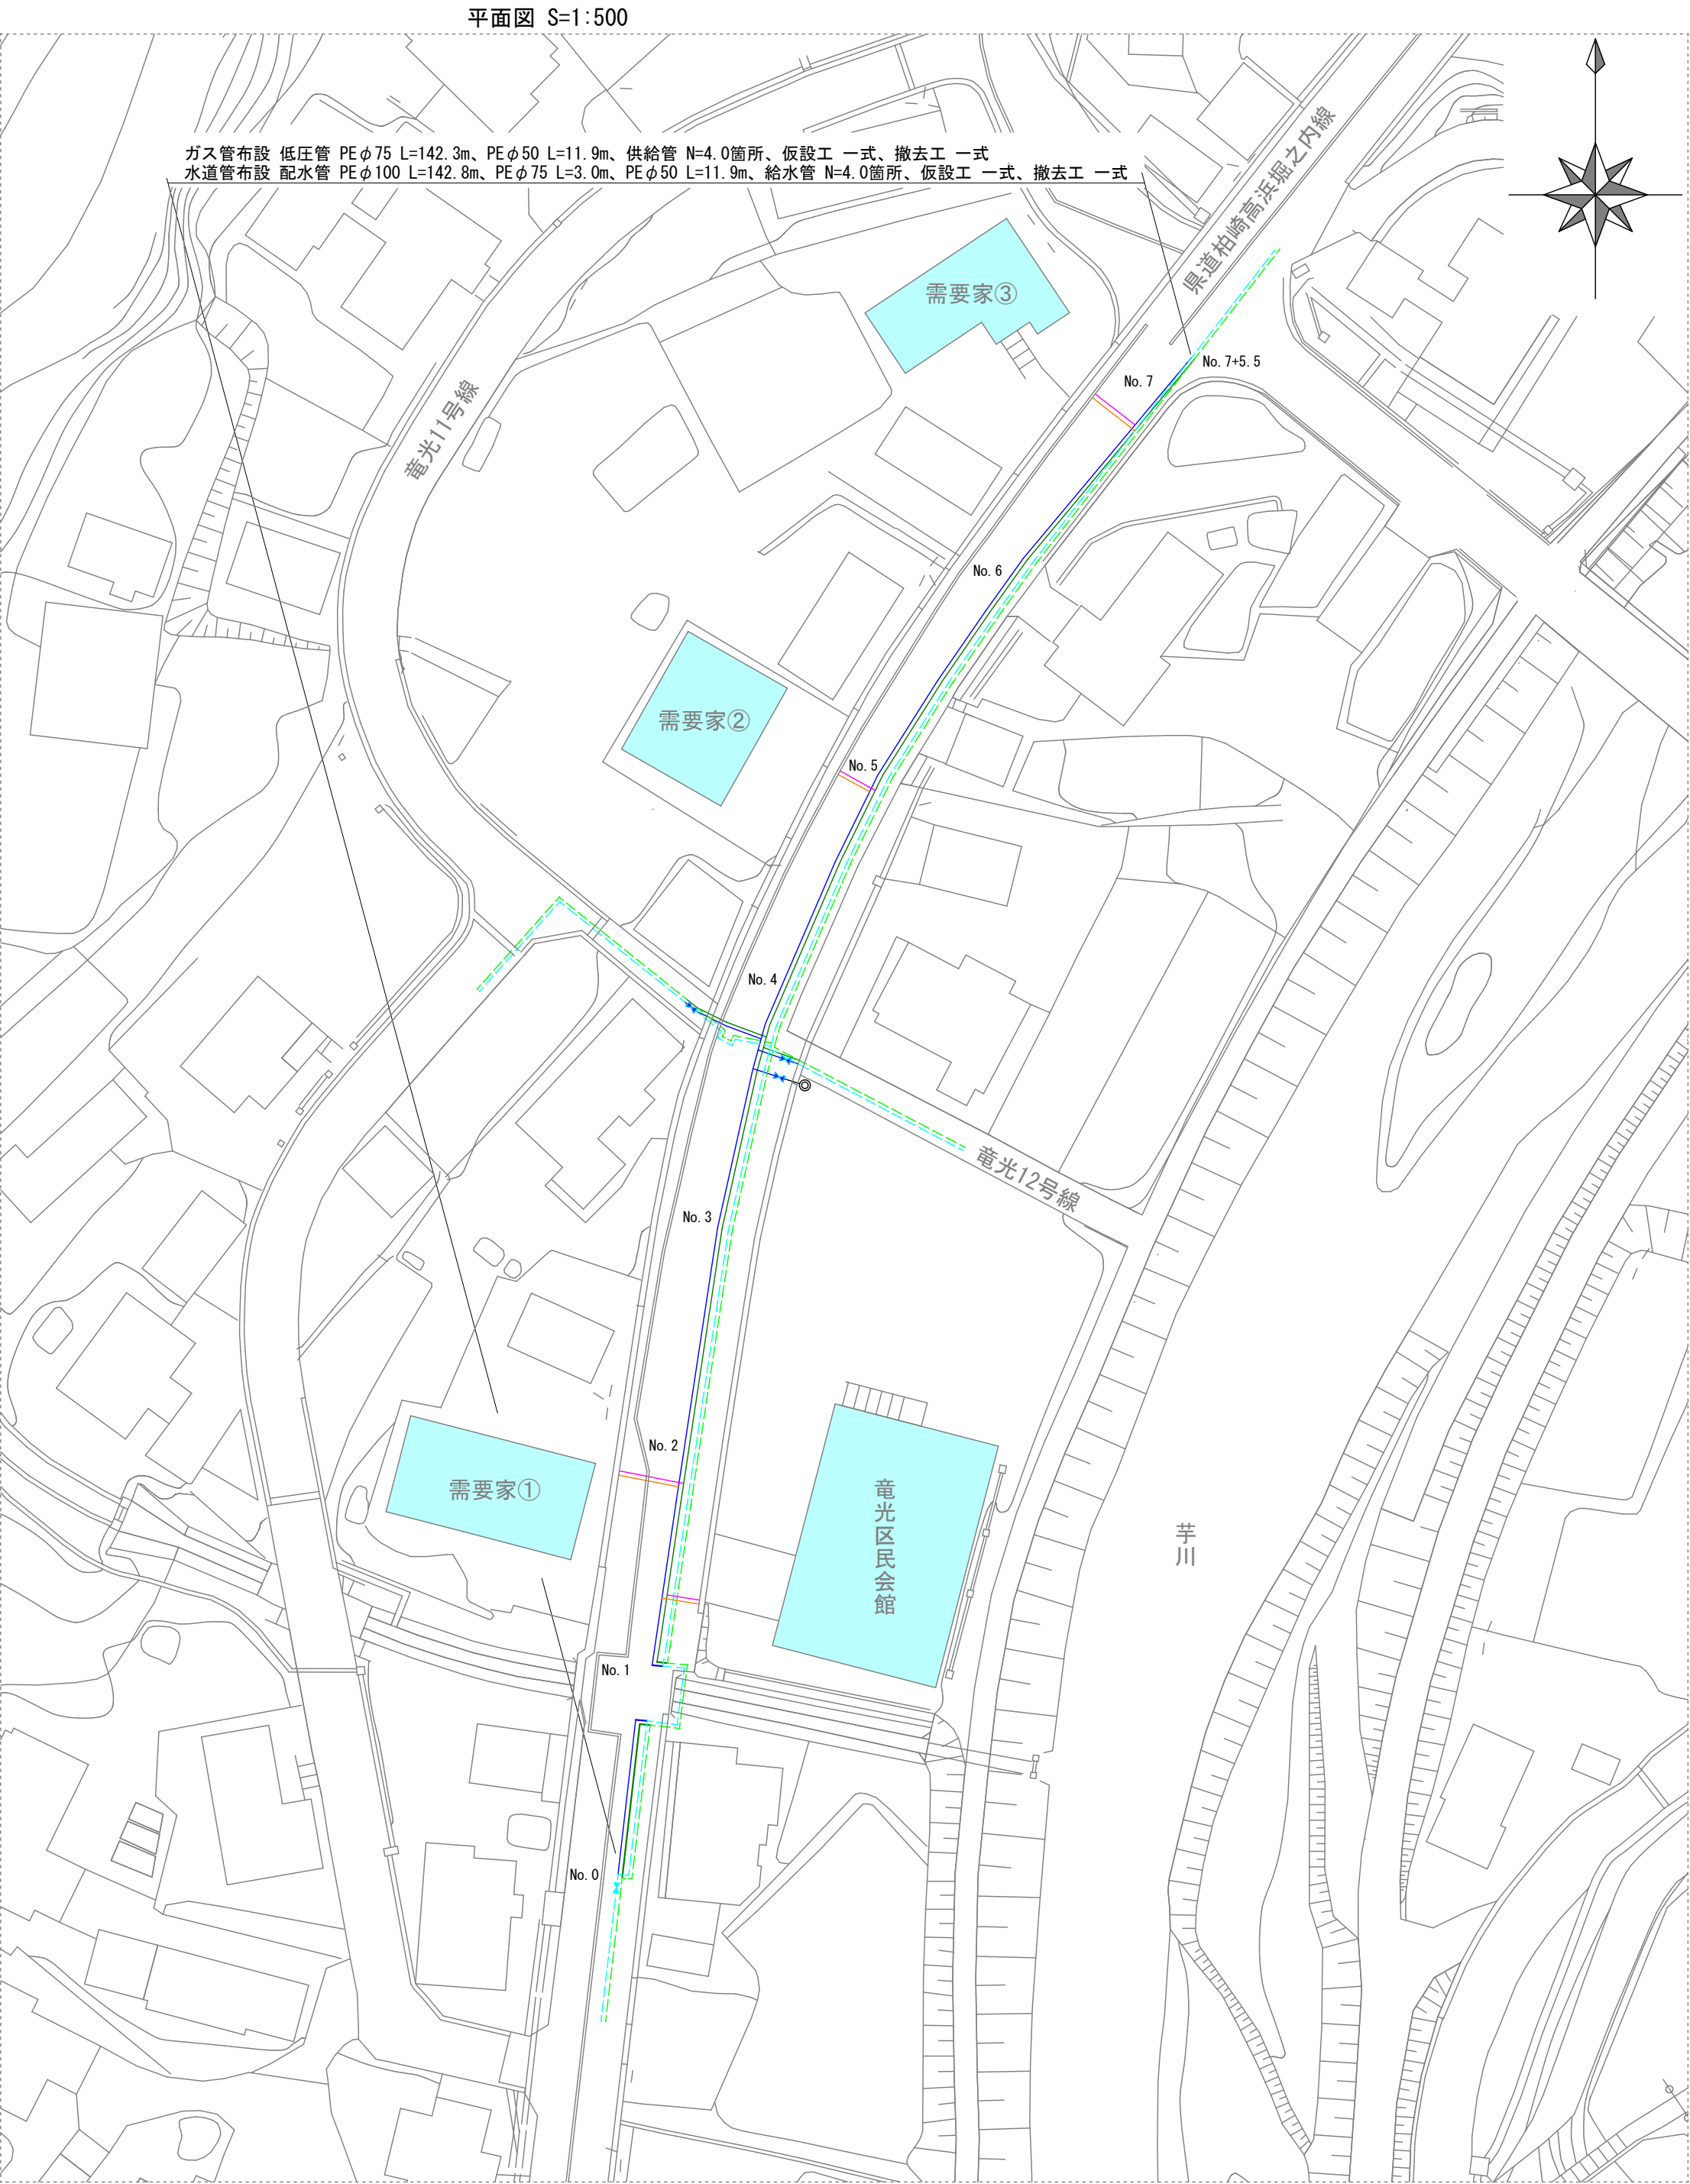 平面図 S=1:500
ガス管布設 低圧管 PEφ75 L=142.3m、PEφ50 L=11.9m、供給管 N=4.0箇所、仮設工 一式、撤去工 一式
水道管布設 配水管 PEφ100 L=142.8m、PEφ75 L=3.0m、PEφ50 L=11.9m、給水管 N=4.0箇所、仮設工 一式、撤去工 一式
県道柏崎高浜堀之内線
需要家③
No.7+5.5
No.7
竜光11号線
No.6
需要家②
No.5
No.4
竜光12号線
No.3
No.2
需要家①
竜光区民会館
芋川
No.1
No.0